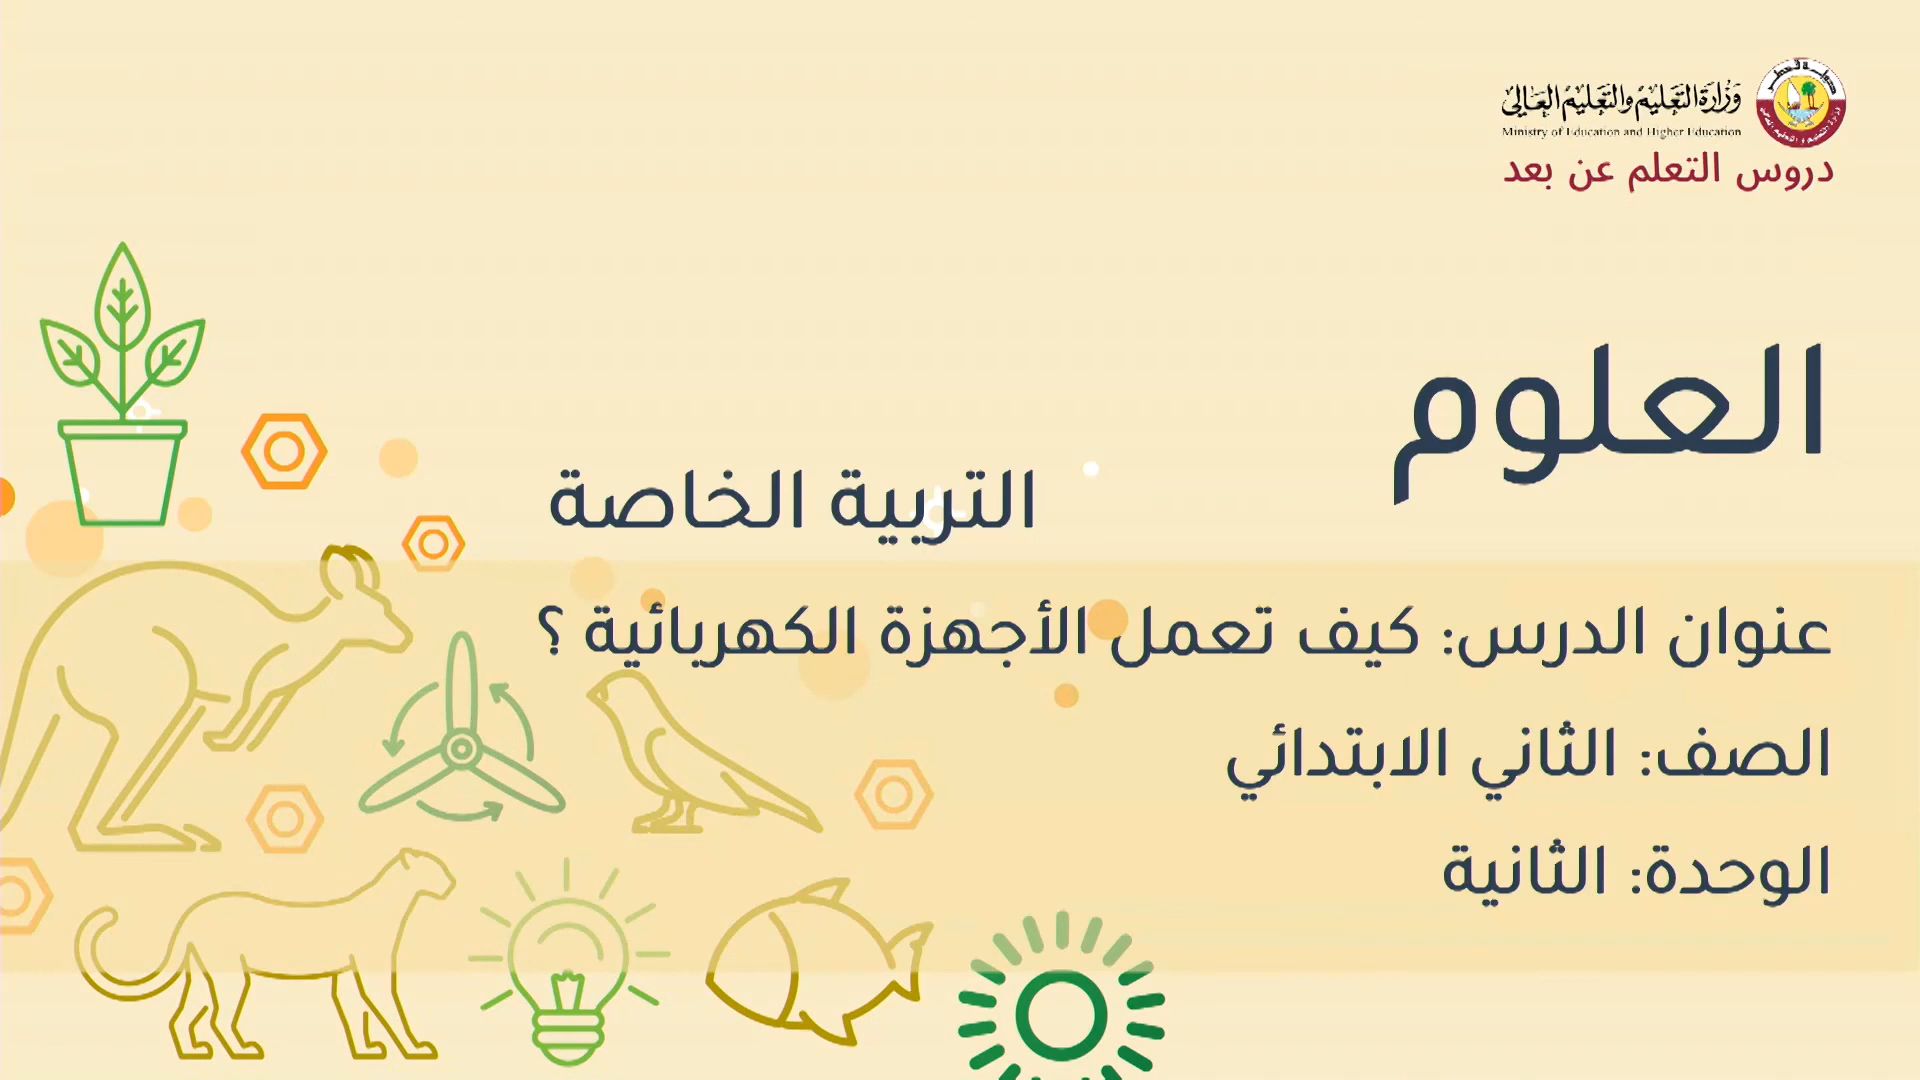 وزارة التعليم والتعليم العالي
Ministry of Education and Higher Education
دروس التعلم عن بعد
العلوم
التربية الخاصة
عنوان الدرس: كيف تعمل الأجهزة الكهربائية ؟
الصف: الثاني الابتدائي
الوحدة: الثانية